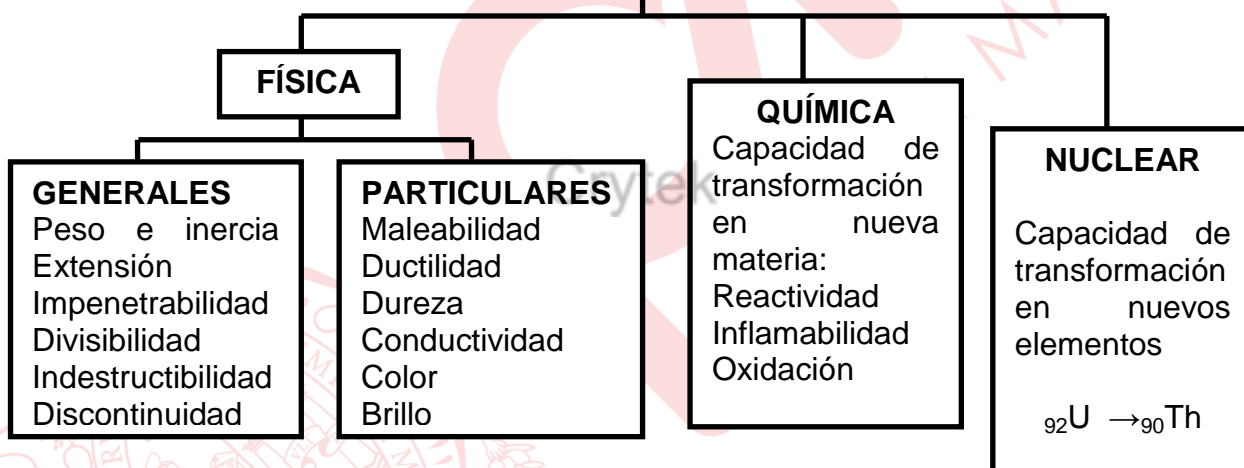 FÍSICA
GENERALES
Peso e inercia
Extensión
Impenetrabilidad
Divisibilidad
Indestructibilidad
Discontinuidad
PARTICULARES
Maleabilidad
Ductilidad
Dureza
Conductividad
Color
Brillo
Crytek
QUÍMICA
Capacidad de
transformación
en nueva
materia:
Reactividad
Inflamabilidad
Oxidación
NUCLEAR
Capacidad de
transformación
en nuevos
elementos
₉₂U →₉₀Th